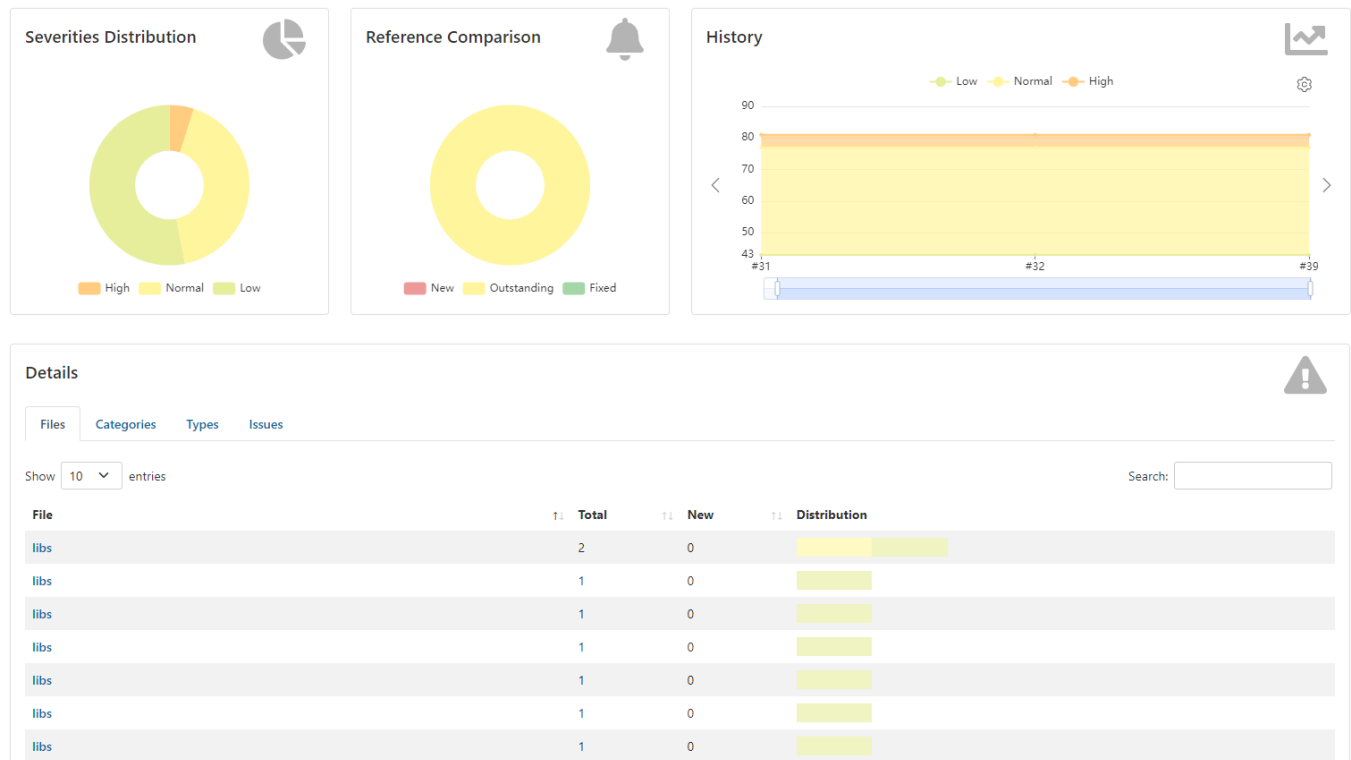 Severities Distribution
High Normal Low
Reference Comparison
New Outstanding Fixed
History
Low Normal High
90
80
70
60
50
43
#31 #32 #39
Details
Files Categories Types Issues
Show 10 entries Search:
File Total New Distribution
libs 2 0
libs 1 0
libs 1 0
libs 1 0
libs 1 0
libs 1 0
libs 1 0